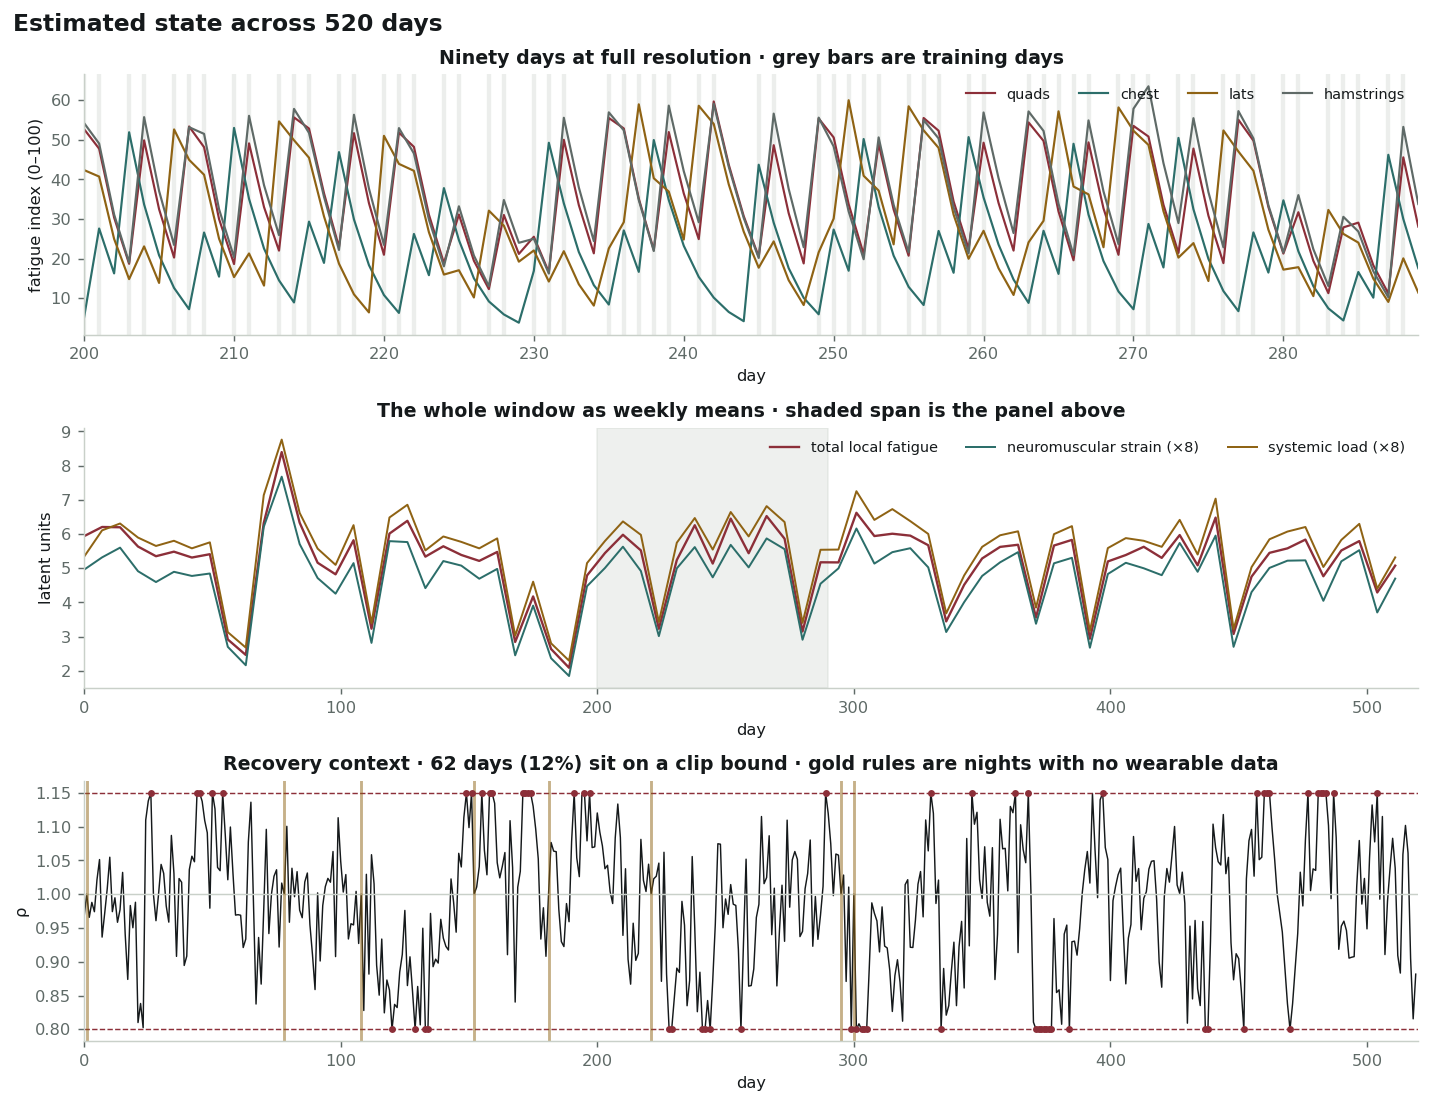 Estimated state across 520 days
Ninety days at full resolution · grey bars are training days
quads
chest
lats
hamstrings
fatigue index (0–100)
60
50
40
30
20
10
200
210
220
230
240
250
260
270
280
day
The whole window as weekly means · shaded span is the panel above
total local fatigue
neuromuscular strain (×8)
systemic load (×8)
latent units
9
8
7
6
5
4
3
2
0
100
200
300
400
500
day
Recovery context · 62 days (12%) sit on a clip bound · gold rules are nights with no wearable data
ρ
1.15
1.10
1.05
1.00
0.95
0.90
0.85
0.80
0
100
200
300
400
500
day